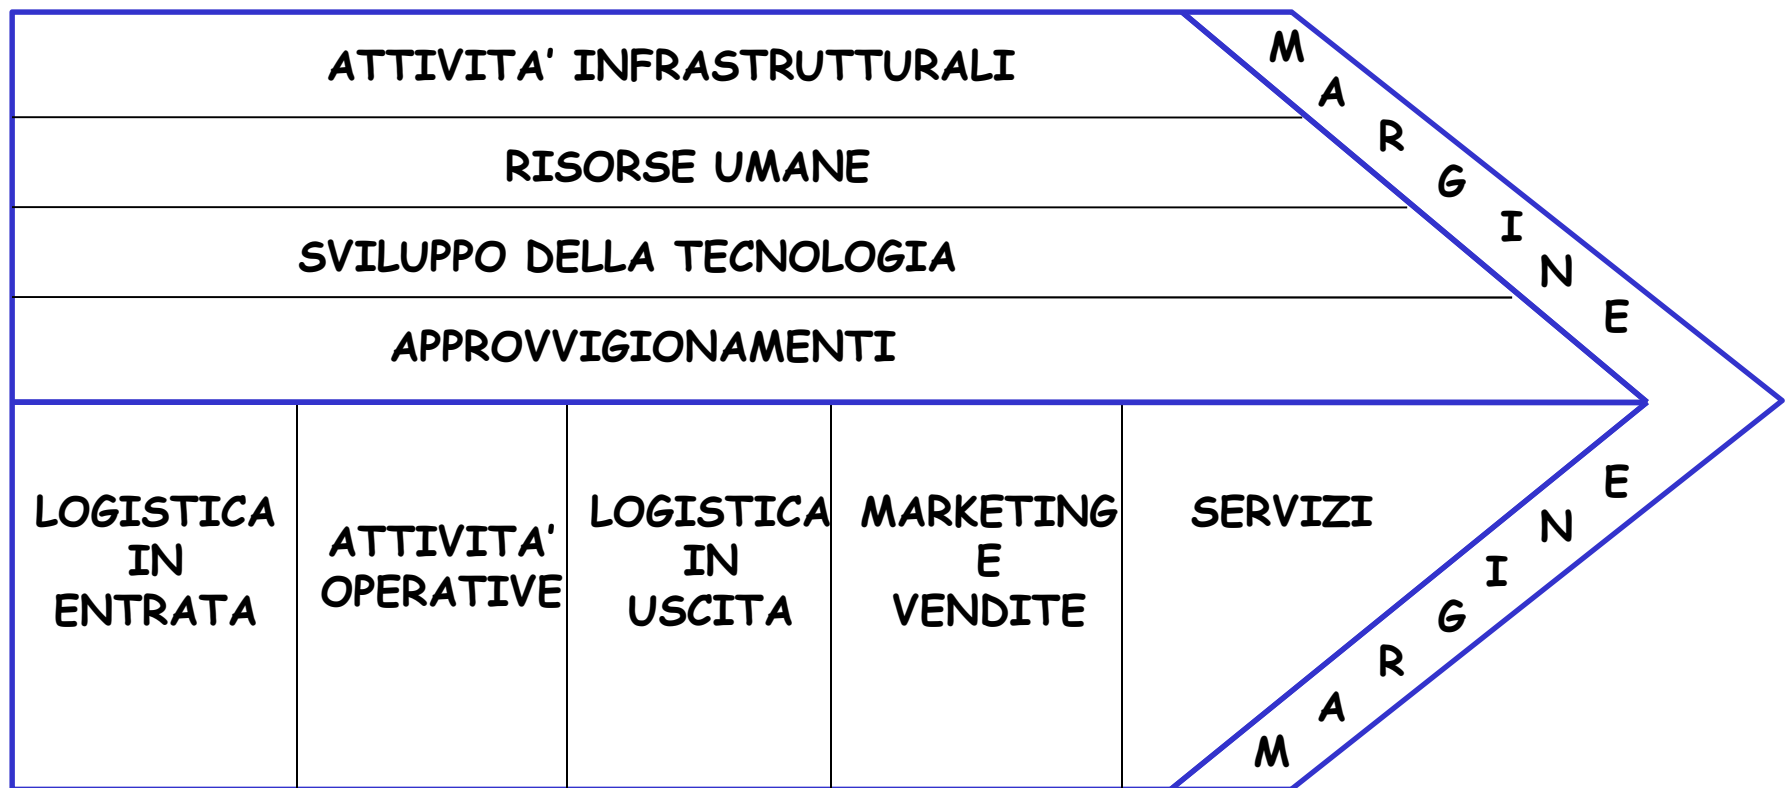 ATTIVITA' INFRASTRUTTURALI
RISORSE UMANE
SVILUPPO DELLA TECNOLOGIA
APPROVVIGIONAMENTI
MARGINE
LOGISTICA
IN
ENTRATA
ATTIVITA'
OPERATIVE
LOGISTICA
IN
USCITA
MARKETING
E
VENDITE
SERVIZI
MARGINE